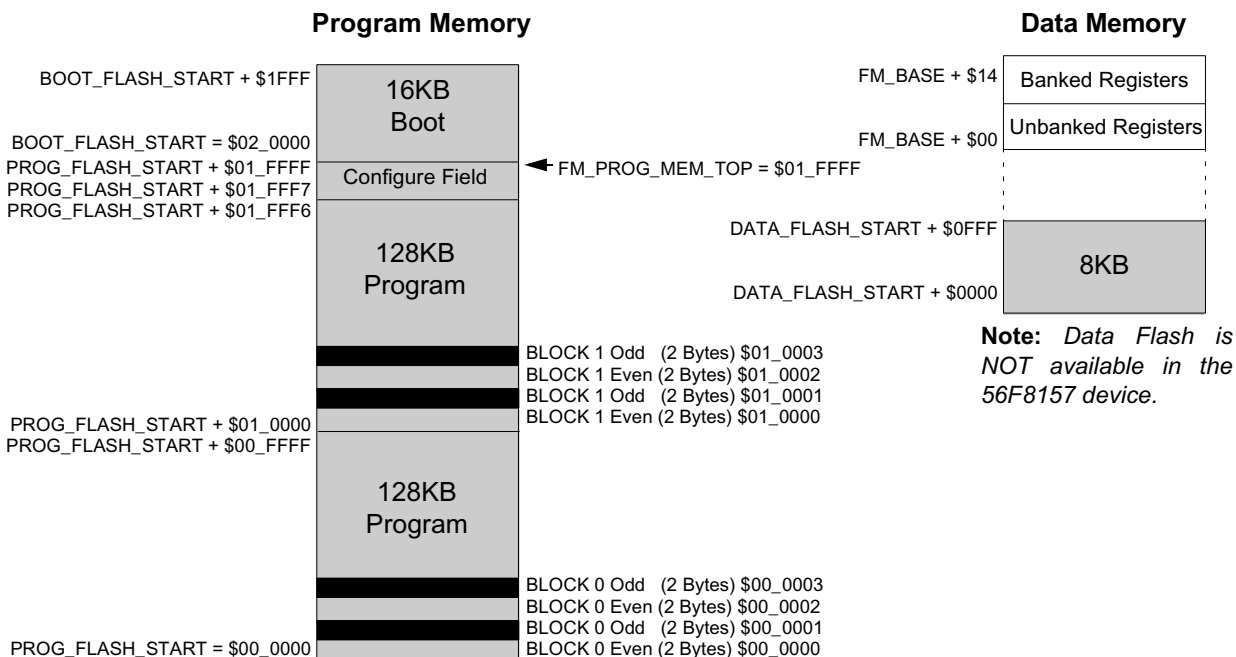 Program Memory
BOOT_FLASH_START + $1FFF
16KB
Boot
BOOT_FLASH_START = $02_0000
PROG_FLASH_START + $01_FFFF
PROG_FLASH_START + $01_FFF7
PROG_FLASH_START + $01_FFF6
Configure Field
FM_PROG_MEM_TOP = $01_FFFF
128KB
Program
BLOCK 1 Odd (2 Bytes) $01_0003
BLOCK 1 Even (2 Bytes) $01_0002
BLOCK 1 Odd (2 Bytes) $01_0001
BLOCK 1 Even (2 Bytes) $01_0000
PROG_FLASH_START + $01_0000
PROG_FLASH_START + $00_FFFF
128KB
Program
BLOCK 0 Odd (2 Bytes) $00_0003
BLOCK 0 Even (2 Bytes) $00_0002
BLOCK 0 Odd (2 Bytes) $00_0001
BLOCK 0 Even (2 Bytes) $00_0000
PROG_FLASH_START = $00_0000
Data Memory
FM_BASE + $14
Banked Registers
Unbanked Registers
FM_BASE + $00
DATA_FLASH_START + $0FFF
8KB
DATA_FLASH_START + $0000
Note: Data Flash is
NOT available in the
56F8157 device.